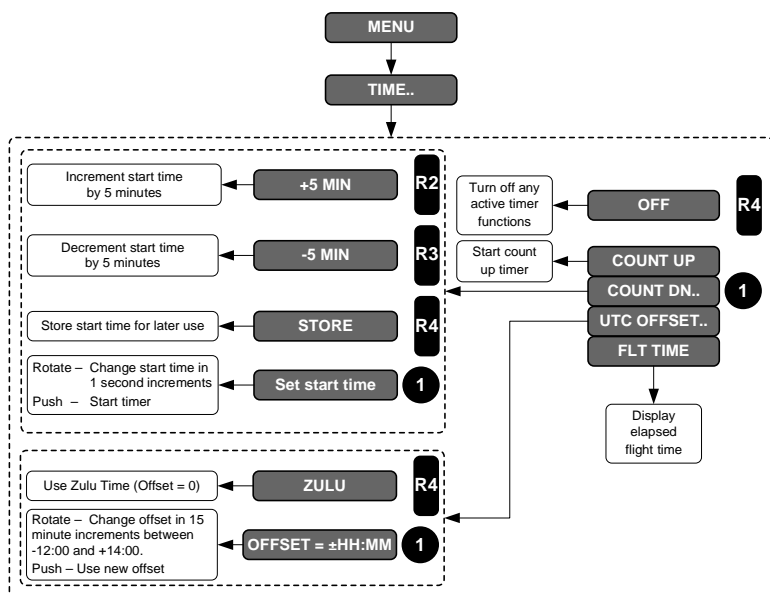 MENU
TIME..
Increment start time
by 5 minutes
+5 MIN
R2
Decrement start time
by 5 minutes
-5 MIN
R3
Store start time for later use
STORE
R4
Rotate – Change start time in
1 second increments
Push – Start timer
Set start time
1
Turn off any
active timer
functions
OFF
R4
Start count
up timer
COUNT UP
COUNT DN..
1
UTC OFFSET..
FLT TIME
Display
elapsed
flight time
Use Zulu Time (Offset = 0)
ZULU
R4
Rotate – Change offset in 15
minute increments between
-12:00 and +14:00.
Push – Use new offset
OFFSET = ±HH:MM
1